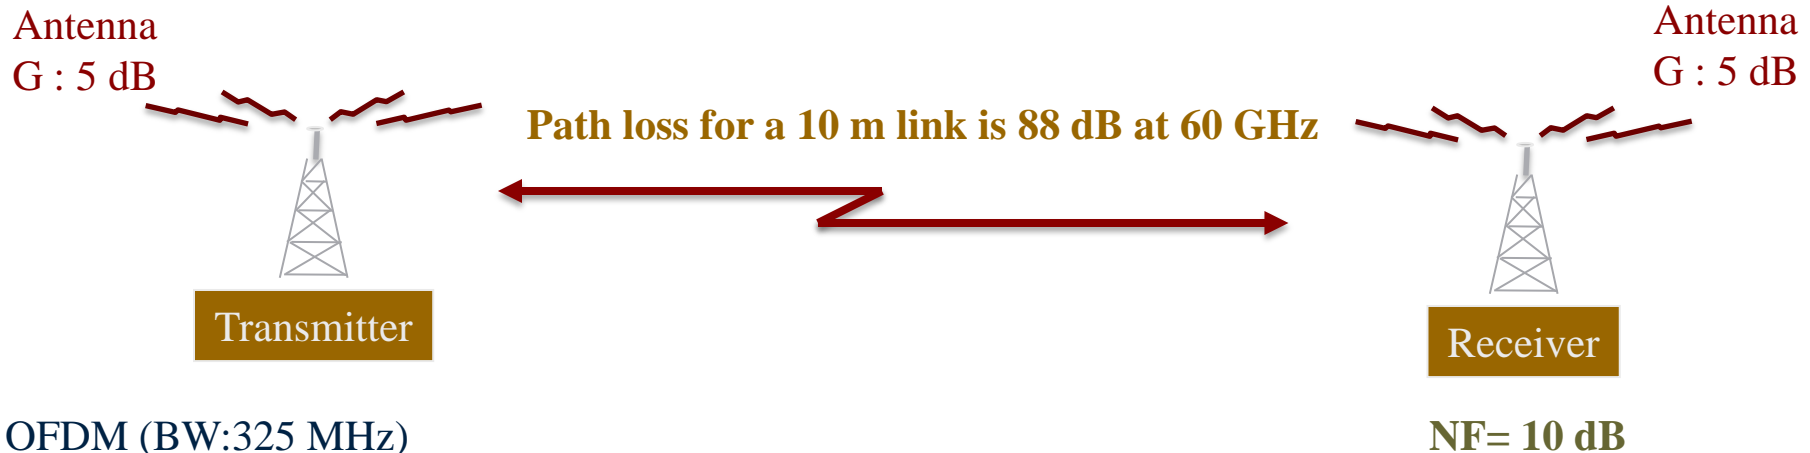 Antenna
G : 5 dB
Antenna
G : 5 dB
Path loss for a 10 m link is 88 dB at 60 GHz
Transmitter
Receiver
OFDM (BW:325 MHz)
NF= 10 dB